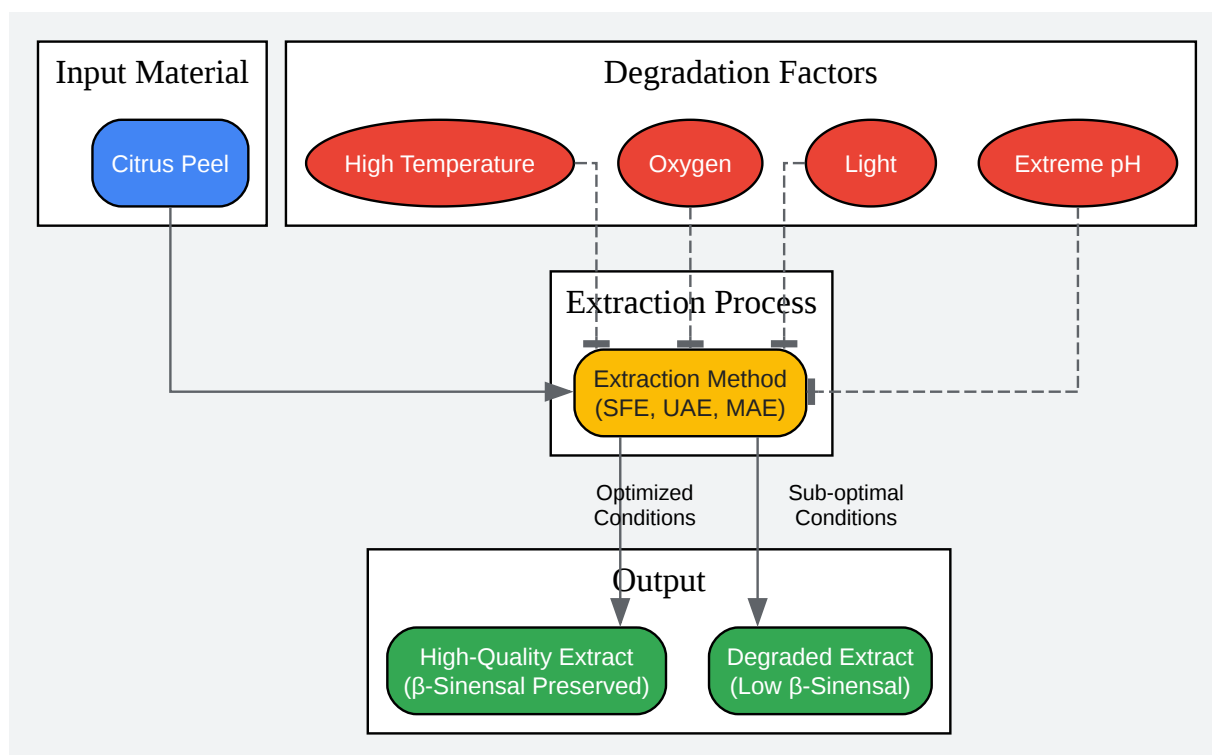 Input Material
Citrus Peel
Degradation Factors
High Temperature
Oxygen
Light
Extreme pH
Extraction Process
Extraction Method
(SFE, UAE, MAE)
Optimized
Conditions
Sub-optimal
Conditions
Output
High-Quality Extract
(β-Sinensal Preserved)
Degraded Extract
(Low β-Sinensal)